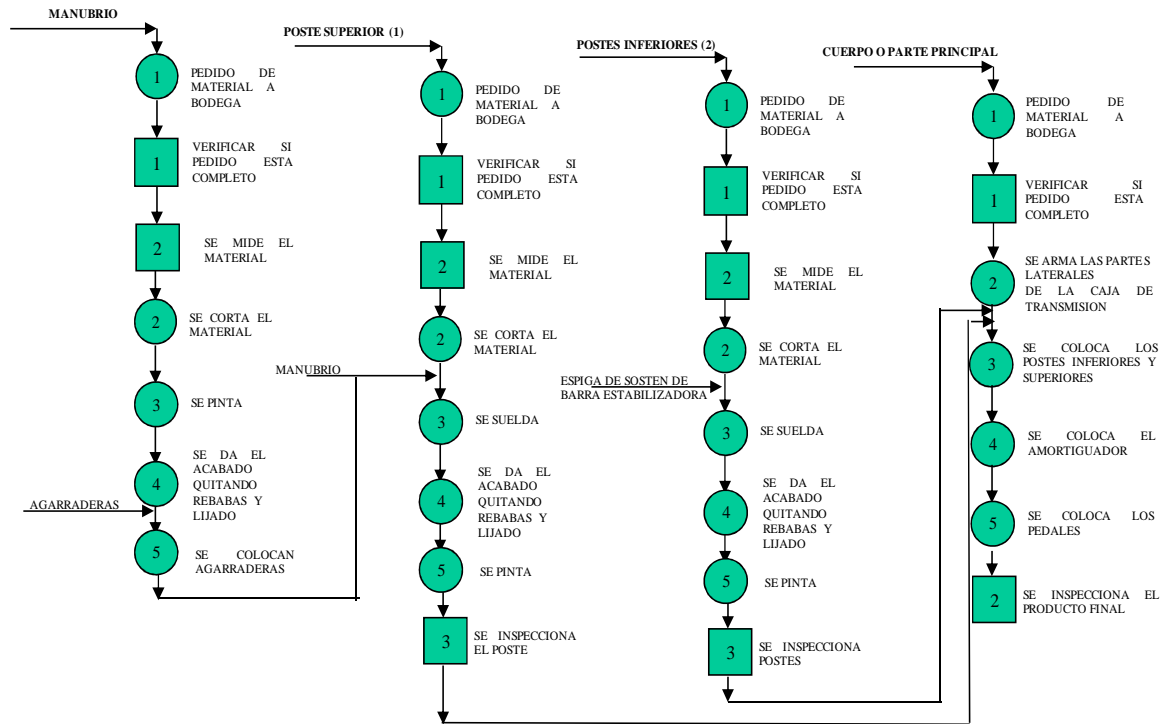 MANUBRIO
1
PEDIDO DE
MATERIAL A
BODEGA
1
VERIFICAR SI
PEDIDO ESTA
COMPLETO
2
SE MIDE EL
MATERIAL
2
SE CORTA EL
MATERIAL
3
SE PINTA
4
SE DA EL
ACABADO
QUITANDO
REBABAS Y
LIJADO
AGARRADERAS
5
SE COLOCAN
AGARRADERAS
POSTE SUPERIOR (1)
1
PEDIDO DE
MATERIAL A
BODEGA
1
VERIFICAR SI
PEDIDO ESTA
COMPLETO
2
SE MIDE EL
MATERIAL
2
SE CORTA EL
MATERIAL
MANUBRIO
3
SE SUELDA
4
SE DA EL
ACABADO
QUITANDO
REBABAS Y
LIJADO
5
SE PINTA
3
SE INSPECCIONA
EL POSTE
POSTES INFERIORES (2)
1
PEDIDO DE
MATERIAL A
BODEGA
1
VERIFICAR SI
PEDIDO ESTA
COMPLETO
2
SE MIDE EL
MATERIAL
2
SE CORTA EL
MATERIAL
ESPIGA DE SOSTEN DE
BARRA ESTABILIZADORA
3
SE SUELDA
4
SE DA EL
ACABADO
QUITANDO
REBABAS Y
LIJADO
5
SE PINTA
3
SE INSPECCIONA
POSTES
CUERPO O PARTE PRINCIPAL
1
PEDIDO DE
MATERIAL A
BODEGA
1
VERIFICAR SI
PEDIDO ESTA
COMPLETO
2
SE ARMA LAS PARTES
LATERALES
DE LA CAJA DE
TRANSMISION
3
SE COLOCA LOS
POSTES INFERIORES Y
SUPERIORES
4
SE COLOCA EL
AMORTIGUADOR
5
SE COLOCA LOS
PEDALES
2
SE INSPECCIONA EL
PRODUCTO FINAL